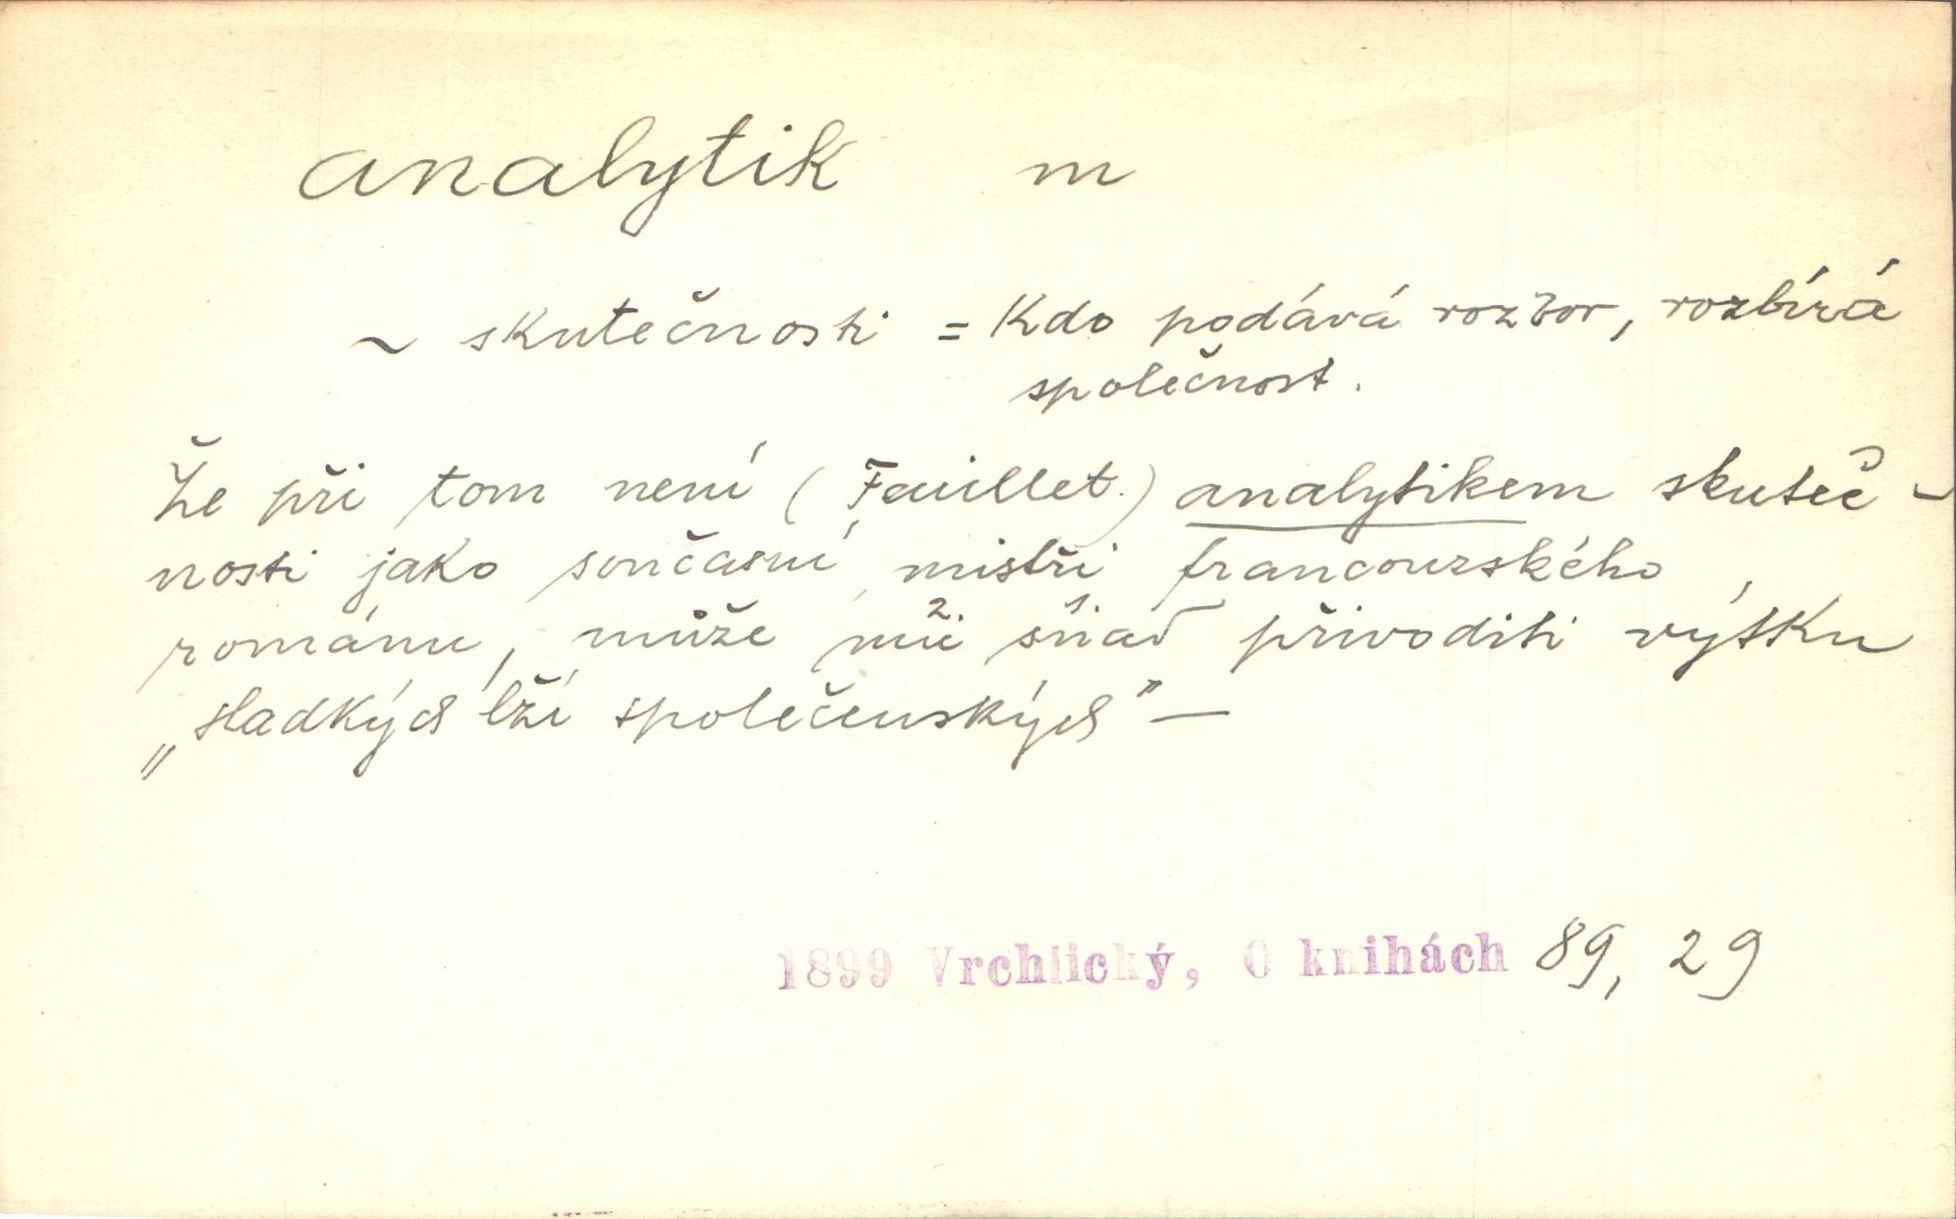 analytik m
~ skutečnosti = Kdo podává rozbor, rozbírá
společnost.
Že při tom není (Feuillet.) analytikem skuteč-
nosti jako současní mistři francouzského
románu, může mu snad přivoditi výtku
„sladkých lží společenských" —
1899 Vrchlický, O knihách 89, 29